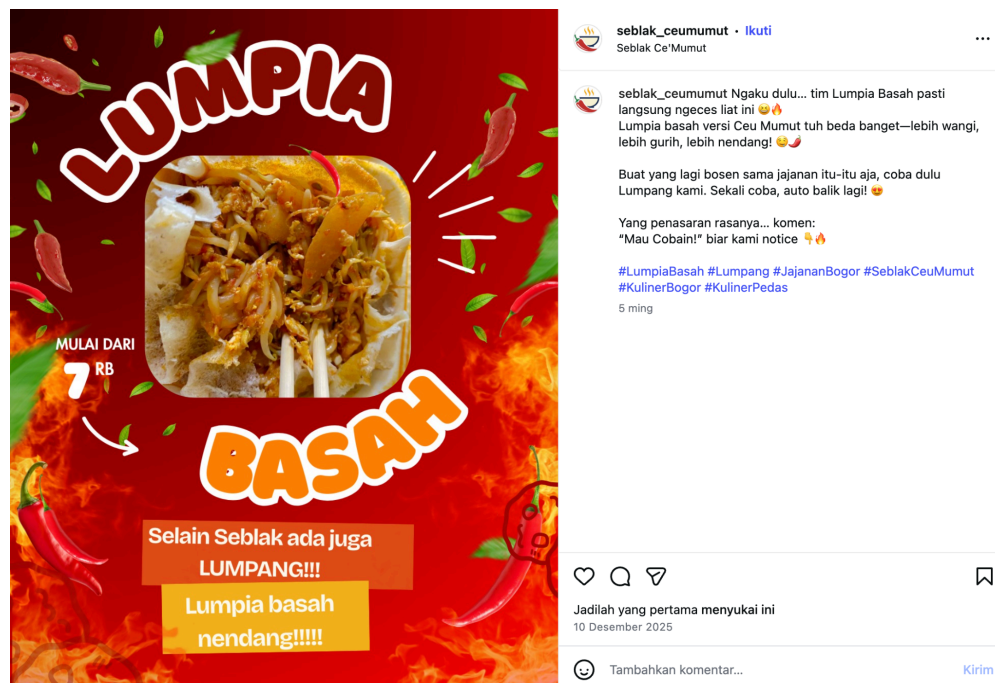 LUMPIA
MULAI DARI
7 RB
BASAH
Selain Seblak ada juga
LUMPANG!!!
Lumpia basah
nendang!!!!!
seblak_ceumumut • Ikuti
Seblak Ce'Mumut
seblak_ceumumut Ngaku dulu... tim Lumpia Basah pasti
langsung ngeces liat ini 😆🔥
Lumpia basah versi Ceu Mumut tuh beda banget—lebih wangi,
lebih gurih, lebih nendang! 😋🌶️
Buat yang lagi bosen sama jajanan itu-itu aja, coba dulu
Lumpang kami. Sekali coba, auto balik lagi! 😍
Yang penasaran rasanya... komen:
“Mau Cobain!” biar kami notice 👇🔥
#LumpiaBasah #Lumpang #JajananBogor #SeblakCeuMumut
#KulinerBogor #KulinerPedas
5 ming
Jadilah yang pertama menyukai ini
10 Desember 2025
Tambahkan komentar...
Kirim